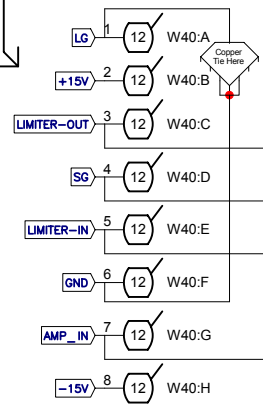 LG 1 12 W40:A
Copper
Tie Here
+15V 2 12 W40:B
LIMITER-OUT 3 12 W40:C
SG 4 12 W40:D
LIMITER-IN 5 12 W40:E
GND 6 12 W40:F
AMP_IN 7 12 W40:G
-15V 8 12 W40:H